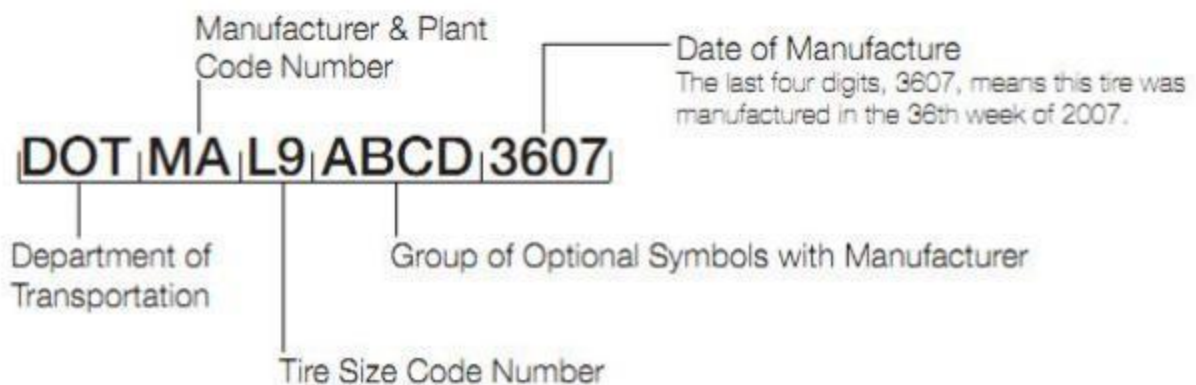 Manufacturer & Plant
Code Number
Date of Manufacture
The last four digits, 3607, means this tire was
manufactured in the 36th week of 2007.
DOT MA L9 ABCD 3607
Department of
Transportation
Group of Optional Symbols with Manufacturer
Tire Size Code Number